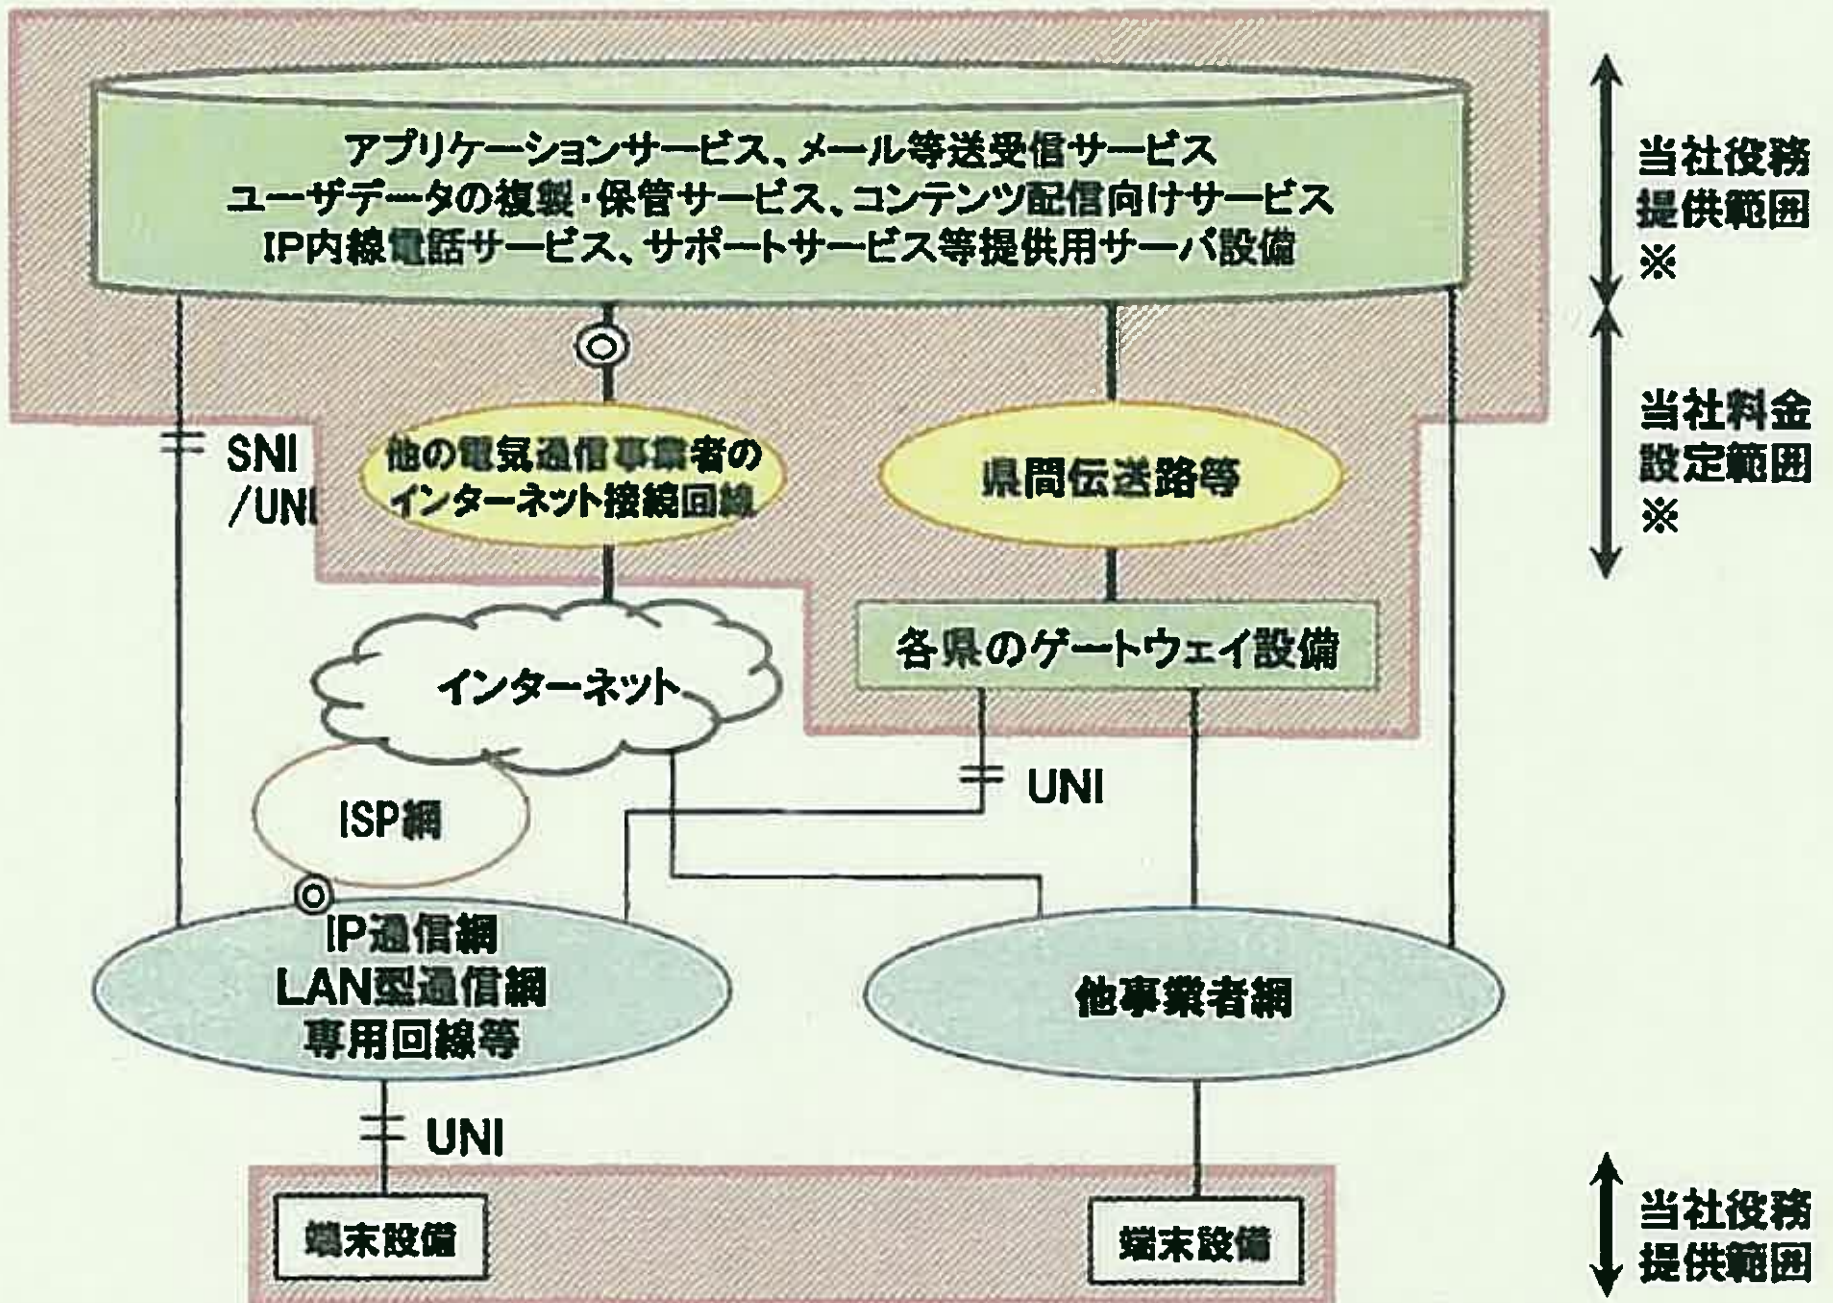 アプリケーションサービス、メール等送受信サービス
ユーザデータの複製・保管サービス、コンテンツ配信向けサービス
IP内線電話サービス、サポートサービス等提供用サーバ設備
当社役務
提供範囲
※
SNI
/UNI
他の電気通信事業者の
インターネット接続回線
県間伝送路等
当社料金
設定範囲
※
インターネット
各県のゲートウェイ設備
ISP網
UNI
IP通信網
LAN型通信網
専用回線等
他事業者網
UNI
端末設備
端末設備
当社役務
提供範囲